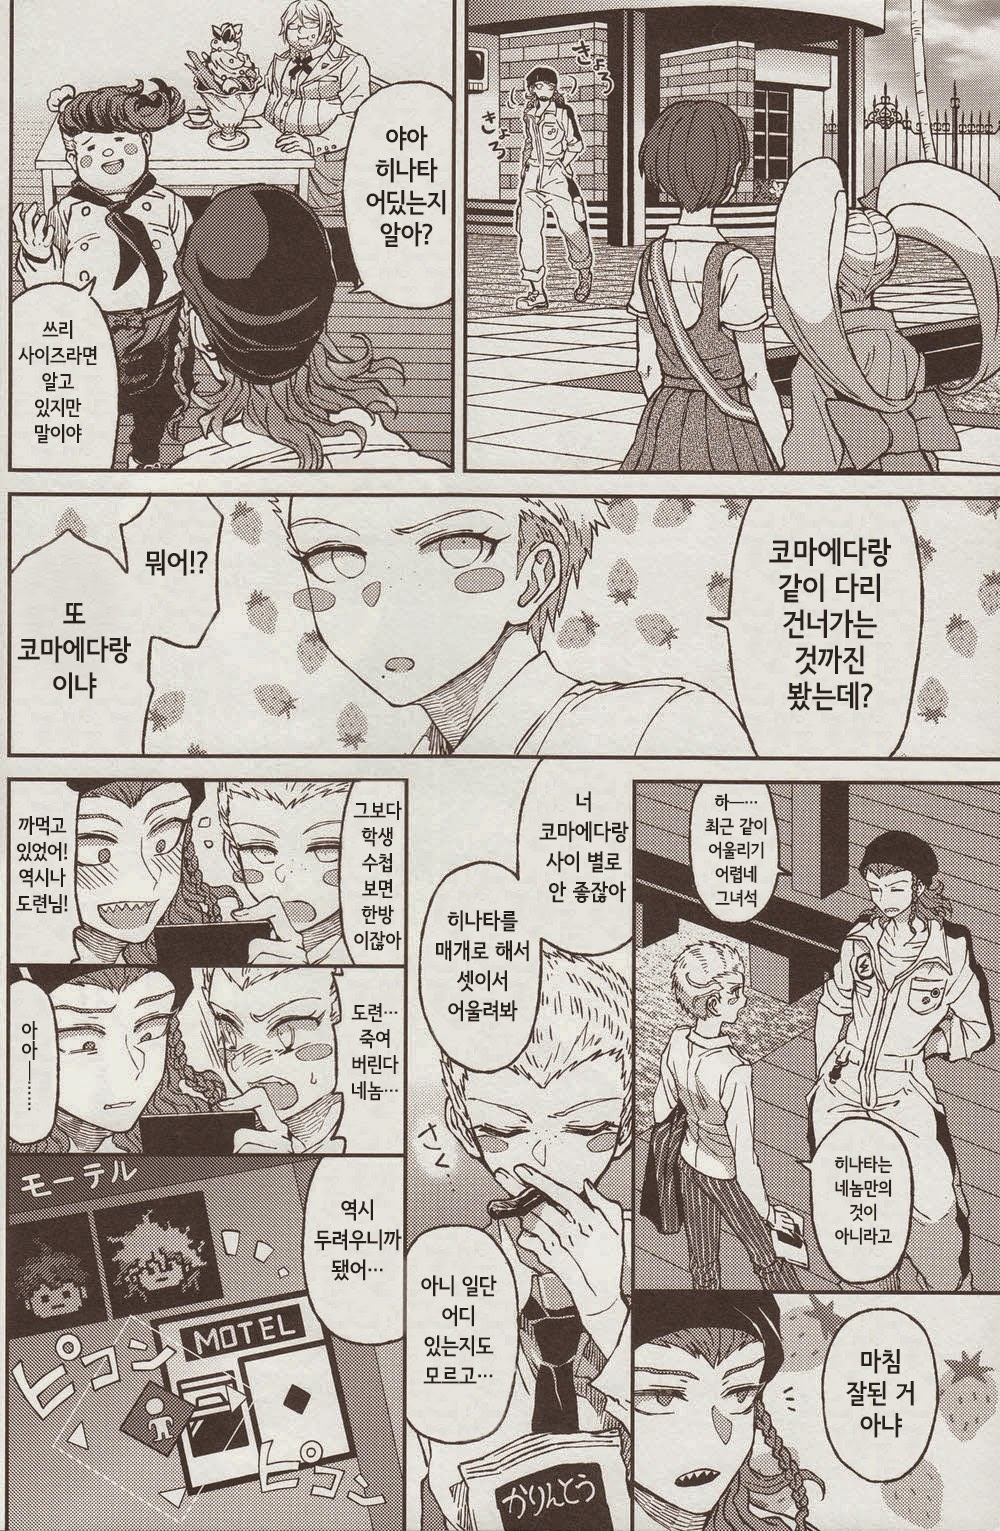 きょろ
きょろ
야아
히나타
어딨는지
알아?
쓰리
사이즈라면
알고
있지만
말이야
코마에다랑
같이 다리
건너가는
것까진
봤는데?
뭐어!?
또
코마에다랑
이냐
하―…
최근 같이
어울리기
어렵네
그녀석
히나타는
네놈만의
것이
아니라고
마침
잘된 거
아냐
너
코마에다랑
사이 별로
안 좋잖아
히나타를
매개로 해서
셋이서
어울려봐
さく
아니 일단
어디
있는지도
모르고…
かりんとう
그보다
학생
수첩
보면
한방
이잖아
까먹고
있었어!
역시나
도련님!
도련…
죽여
버린다
네놈…
아
아―……
역시
두려우니까
됐어…
モーテル
MOTEL
ピコン
ピコン